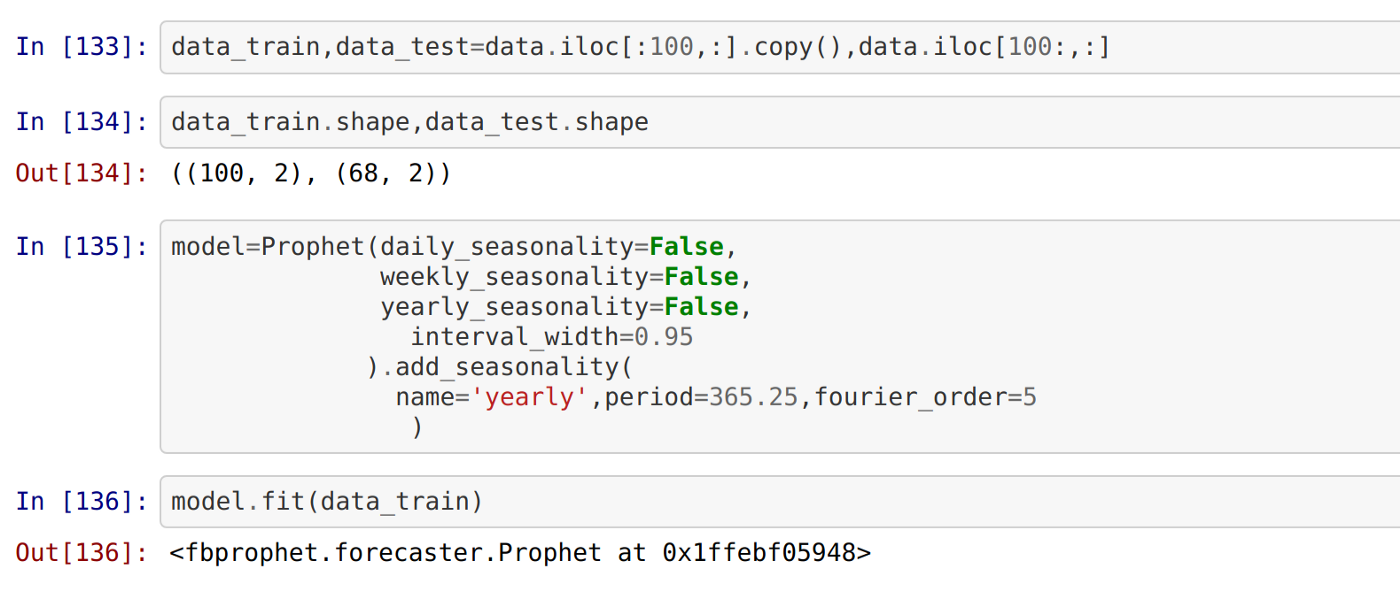 In [133]: data_train,data_test=data.iloc[:100,:].copy(),data.iloc[100:,:]
In [134]: data_train.shape,data_test.shape
Out[134]: ((100, 2), (68, 2))
In [135]: model=Prophet(daily_seasonality=False,
weekly_seasonality=False,
yearly_seasonality=False,
interval_width=0.95
).add_seasonality(
name='yearly',period=365.25,fourier_order=5
)
In [136]: model.fit(data_train)
Out[136]: <fbprophet.forecaster.Prophet at 0x1ffebf05948>